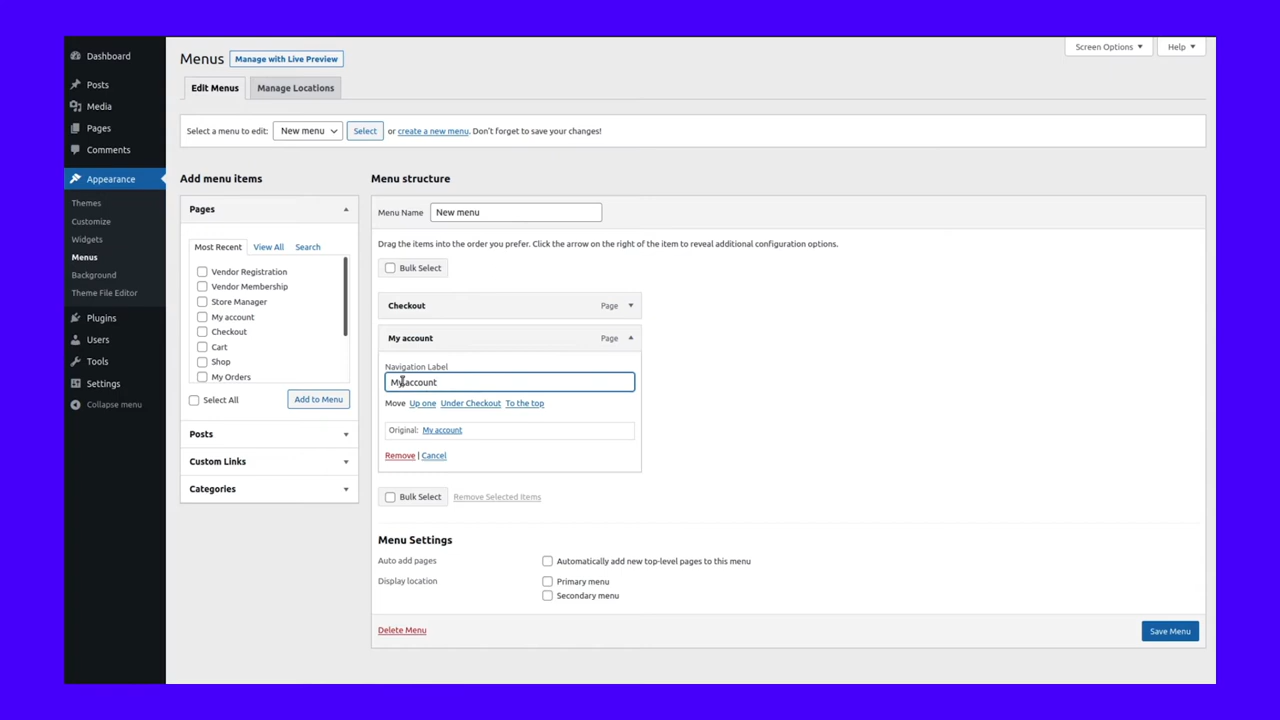 Dashboard
Posts
Media
Pages
Comments
Appearance
Themes
Customize
Widgets
Menus
Background
Theme File Editor
Plugins
Users
Tools
Settings
Collapse menu
Menus
Manage with Live Preview
Screen Options
Help
Edit Menus
Manage Locations
Select a menu to edit: New menu Select or create a new menu. Don't forget to save your changes!
Add menu items
Pages
Most Recent View All Search
Vendor Registration
Vendor Membership
Store Manager
My account
Checkout
Cart
Shop
My Orders
Select All
Add to Menu
Posts
Custom Links
Categories
Menu structure
Menu Name New menu
Drag the items into the order you prefer. Click the arrow on the right of the item to reveal additional configuration options.
Bulk Select
Checkout Page
My account Page
Navigation Label
My account
Move Up one Under Checkout To the top
Original: My account
Remove | Cancel
Bulk Select Remove Selected Items
Menu Settings
Auto add pages Automatically add new top-level pages to this menu
Display location Primary menu
Secondary menu
Delete Menu
Save Menu